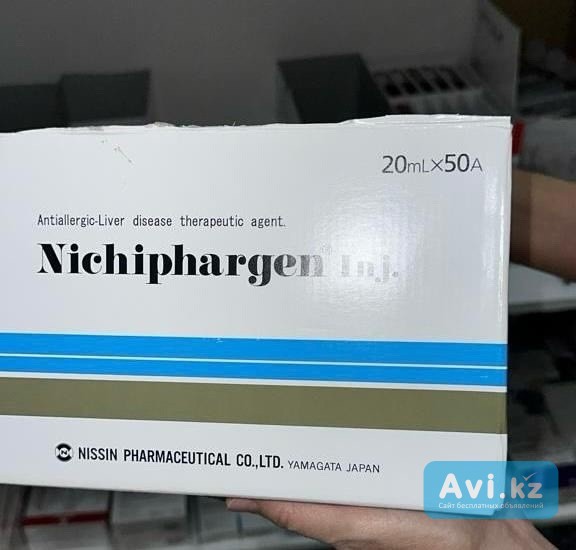 20mL×50A
Antiallergic-Liver disease therapeutic agent.
Nichiphargen® Inj.
NISSIN PHARMACEUTICAL CO.,LTD. YAMAGATA JAPAN
Avi.kz
Сайт бесплатных объявлений